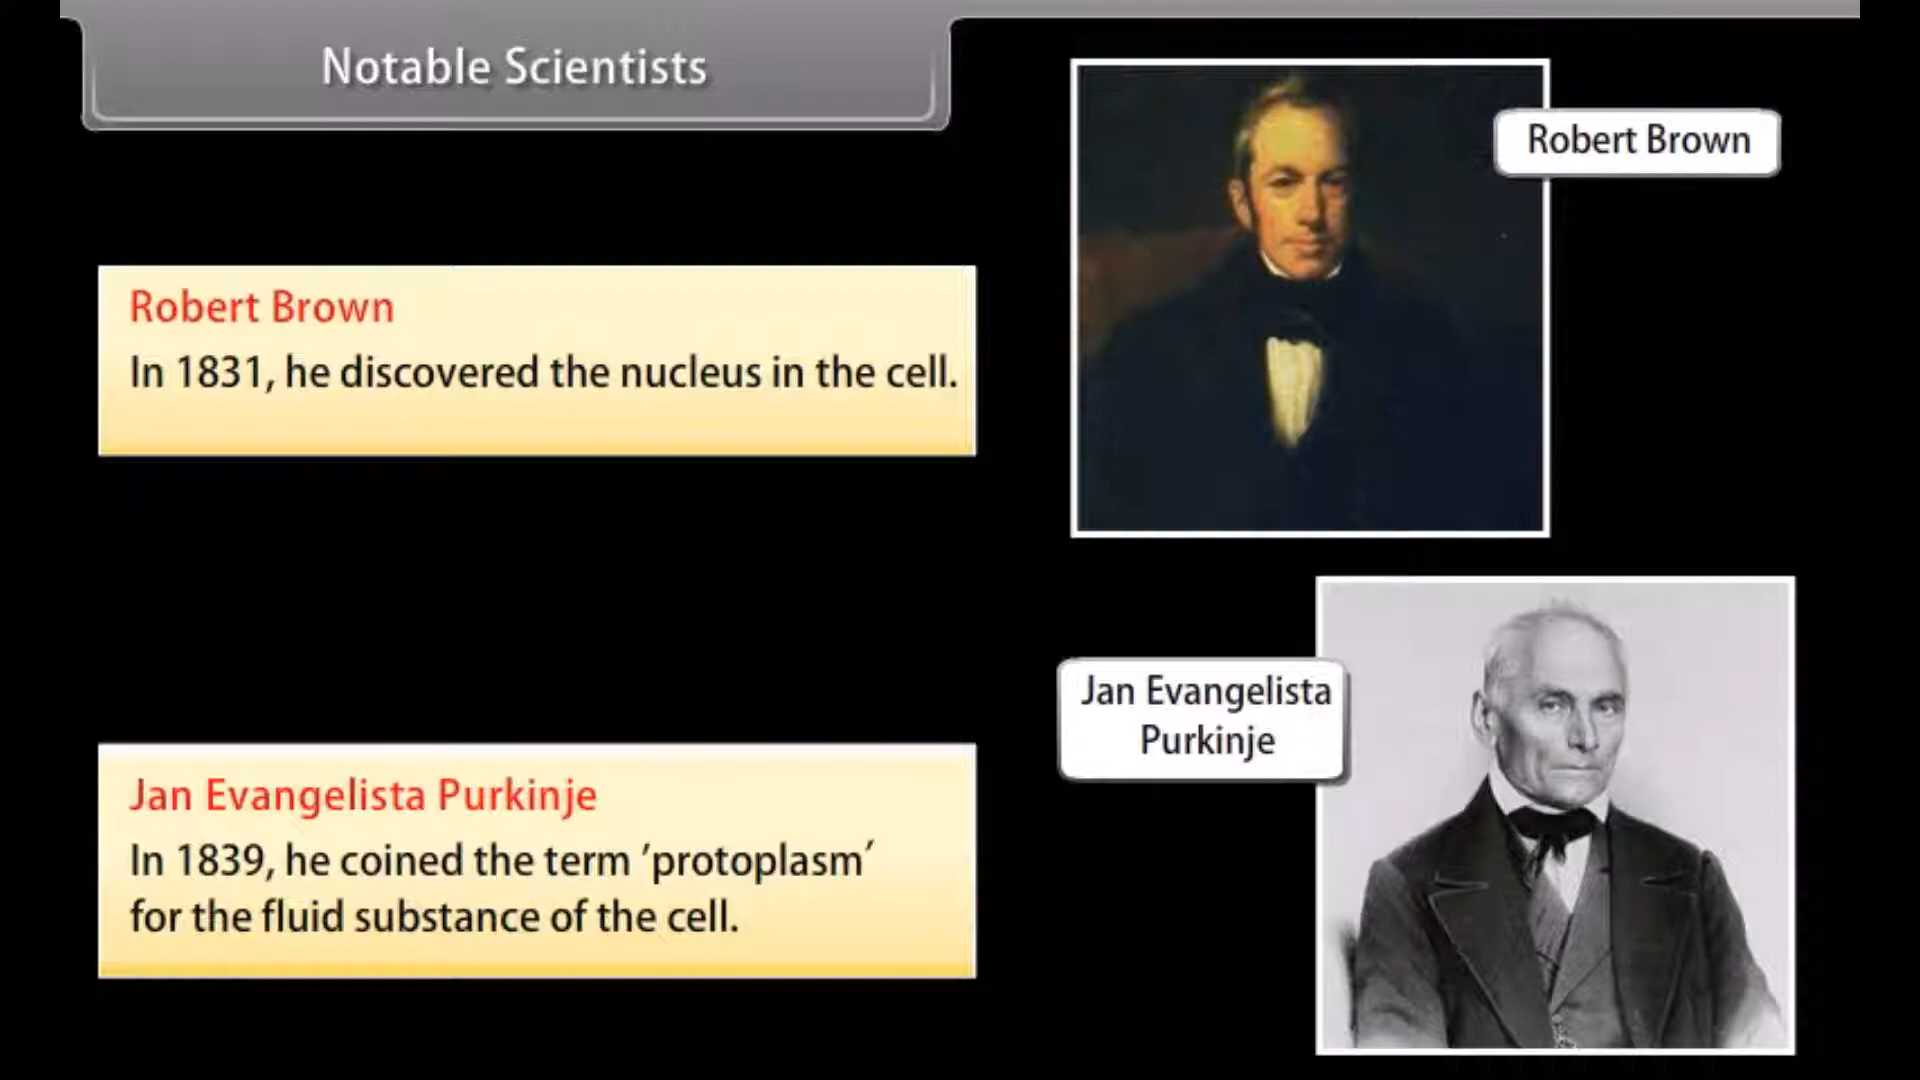 Notable Scientists
Robert Brown
Robert Brown
In 1831, he discovered the nucleus in the cell.
Jan Evangelista
Purkinje
Jan Evangelista Purkinje
In 1839, he coined the term ′protoplasm′
for the fluid substance of the cell.